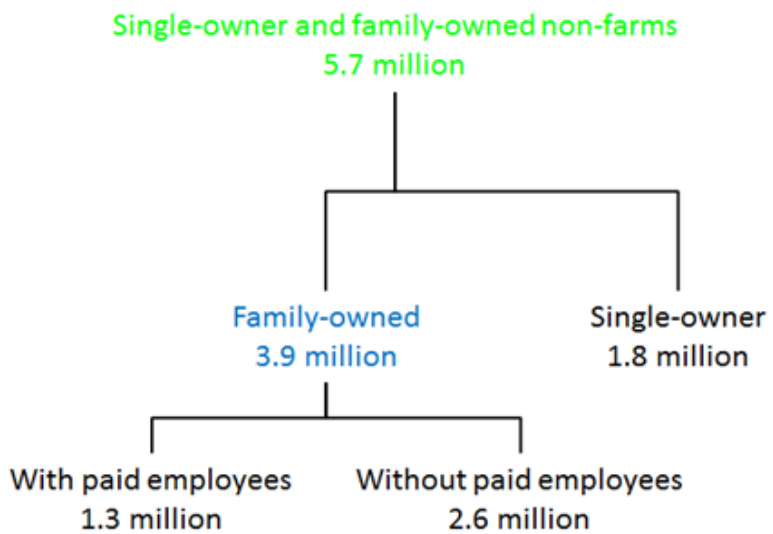 Single-owner and family-owned non-farms
5.7 million
Family-owned
3.9 million
Single-owner
1.8 million
With paid employees
1.3 million
Without paid employees
2.6 million